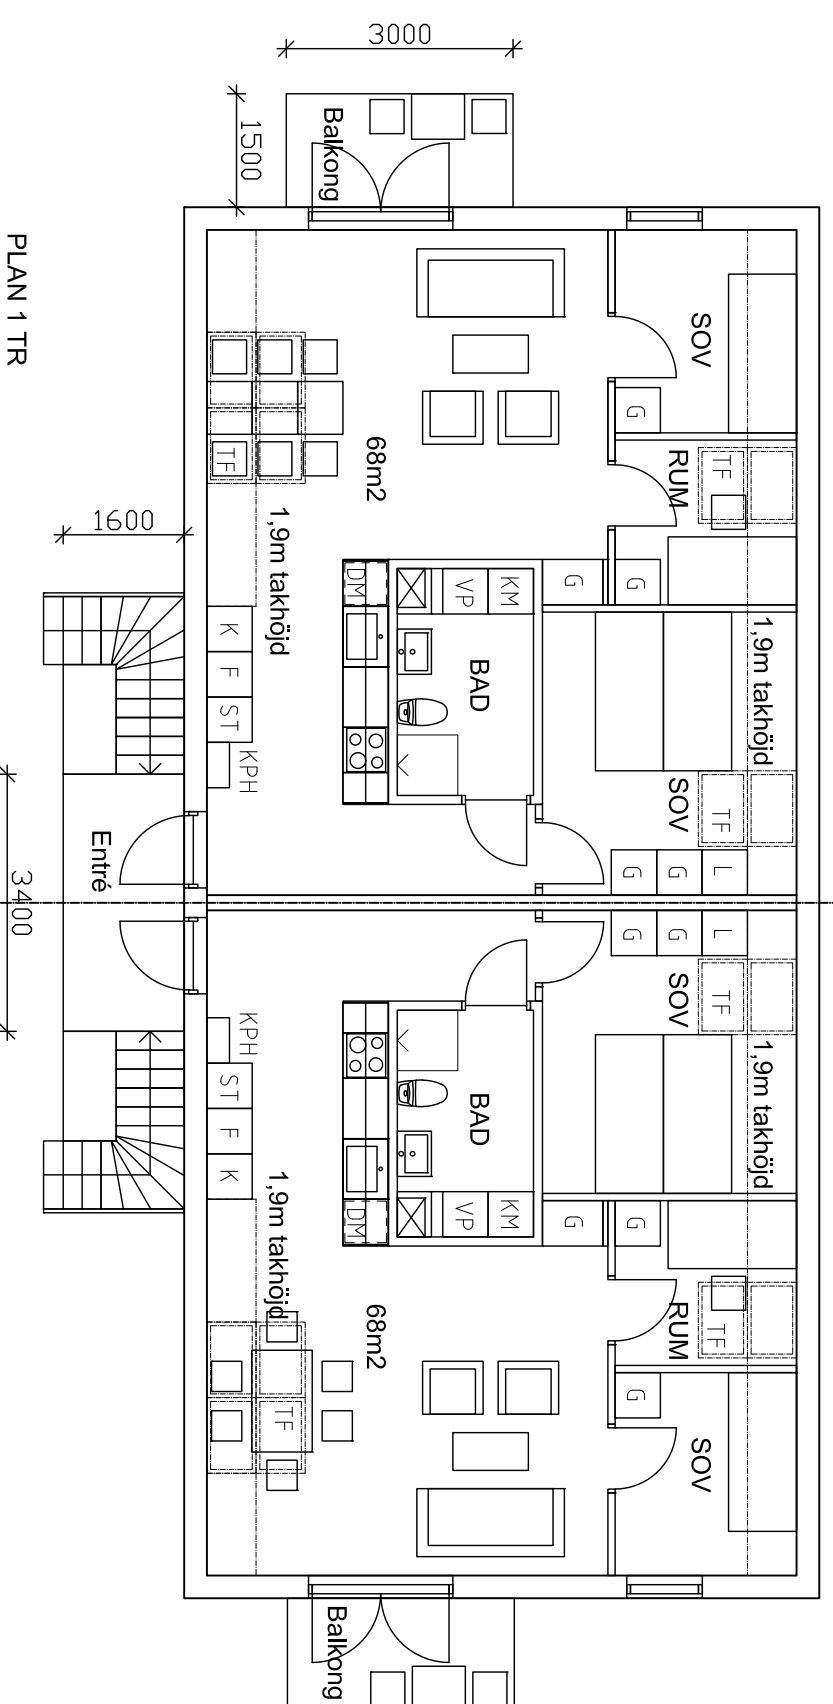 3000
1500
Balkong
SOV
G
TF
RUM
68m2
1,9m takhöjd
1600
G
G
DM
VP
KM
K
F
ST
KPH
BAD
1,9m takhöjd
SOV
TF
G
G
L
TF
Entré
3400
PLAN 1 TR
G
G
L
SOV
TF
1,9m takhöjd
KPH
ST
F
K
BAD
DM
VP
KM
G
G
1,9m takhöjd
68m2
RUM
TF
TF
G
SOV
Balkong